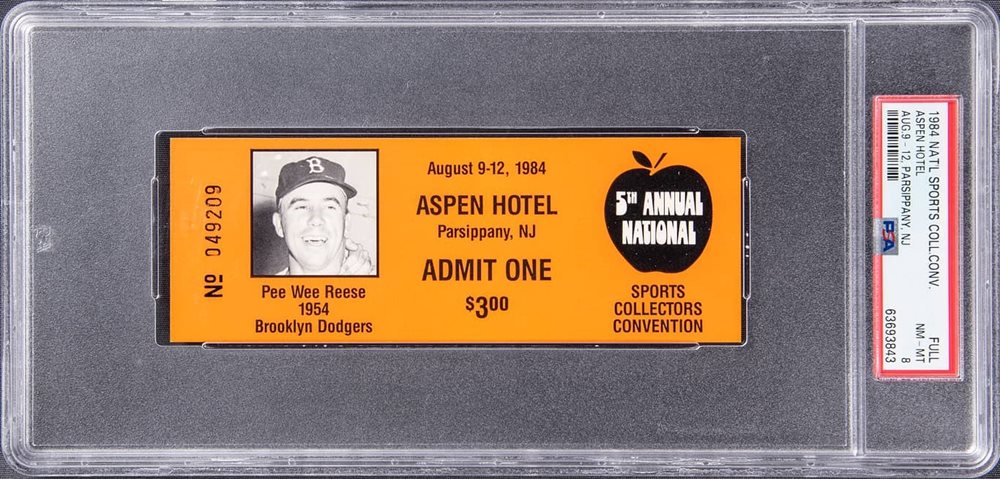 No 049209
B
Pee Wee Reese
1954
Brooklyn Dodgers
August 9-12, 1984
ASPEN HOTEL
Parsippany, NJ
ADMIT ONE
$3.00
5TH ANNUAL
NATIONAL
SPORTS
COLLECTORS
CONVENTION
1984 NAT'L SPORTS COLL.CONV. FULL
ASPEN HOTEL NM - MT
AUG.9 - 12, PARSIPPANY, NJ 8
63693843
PSA